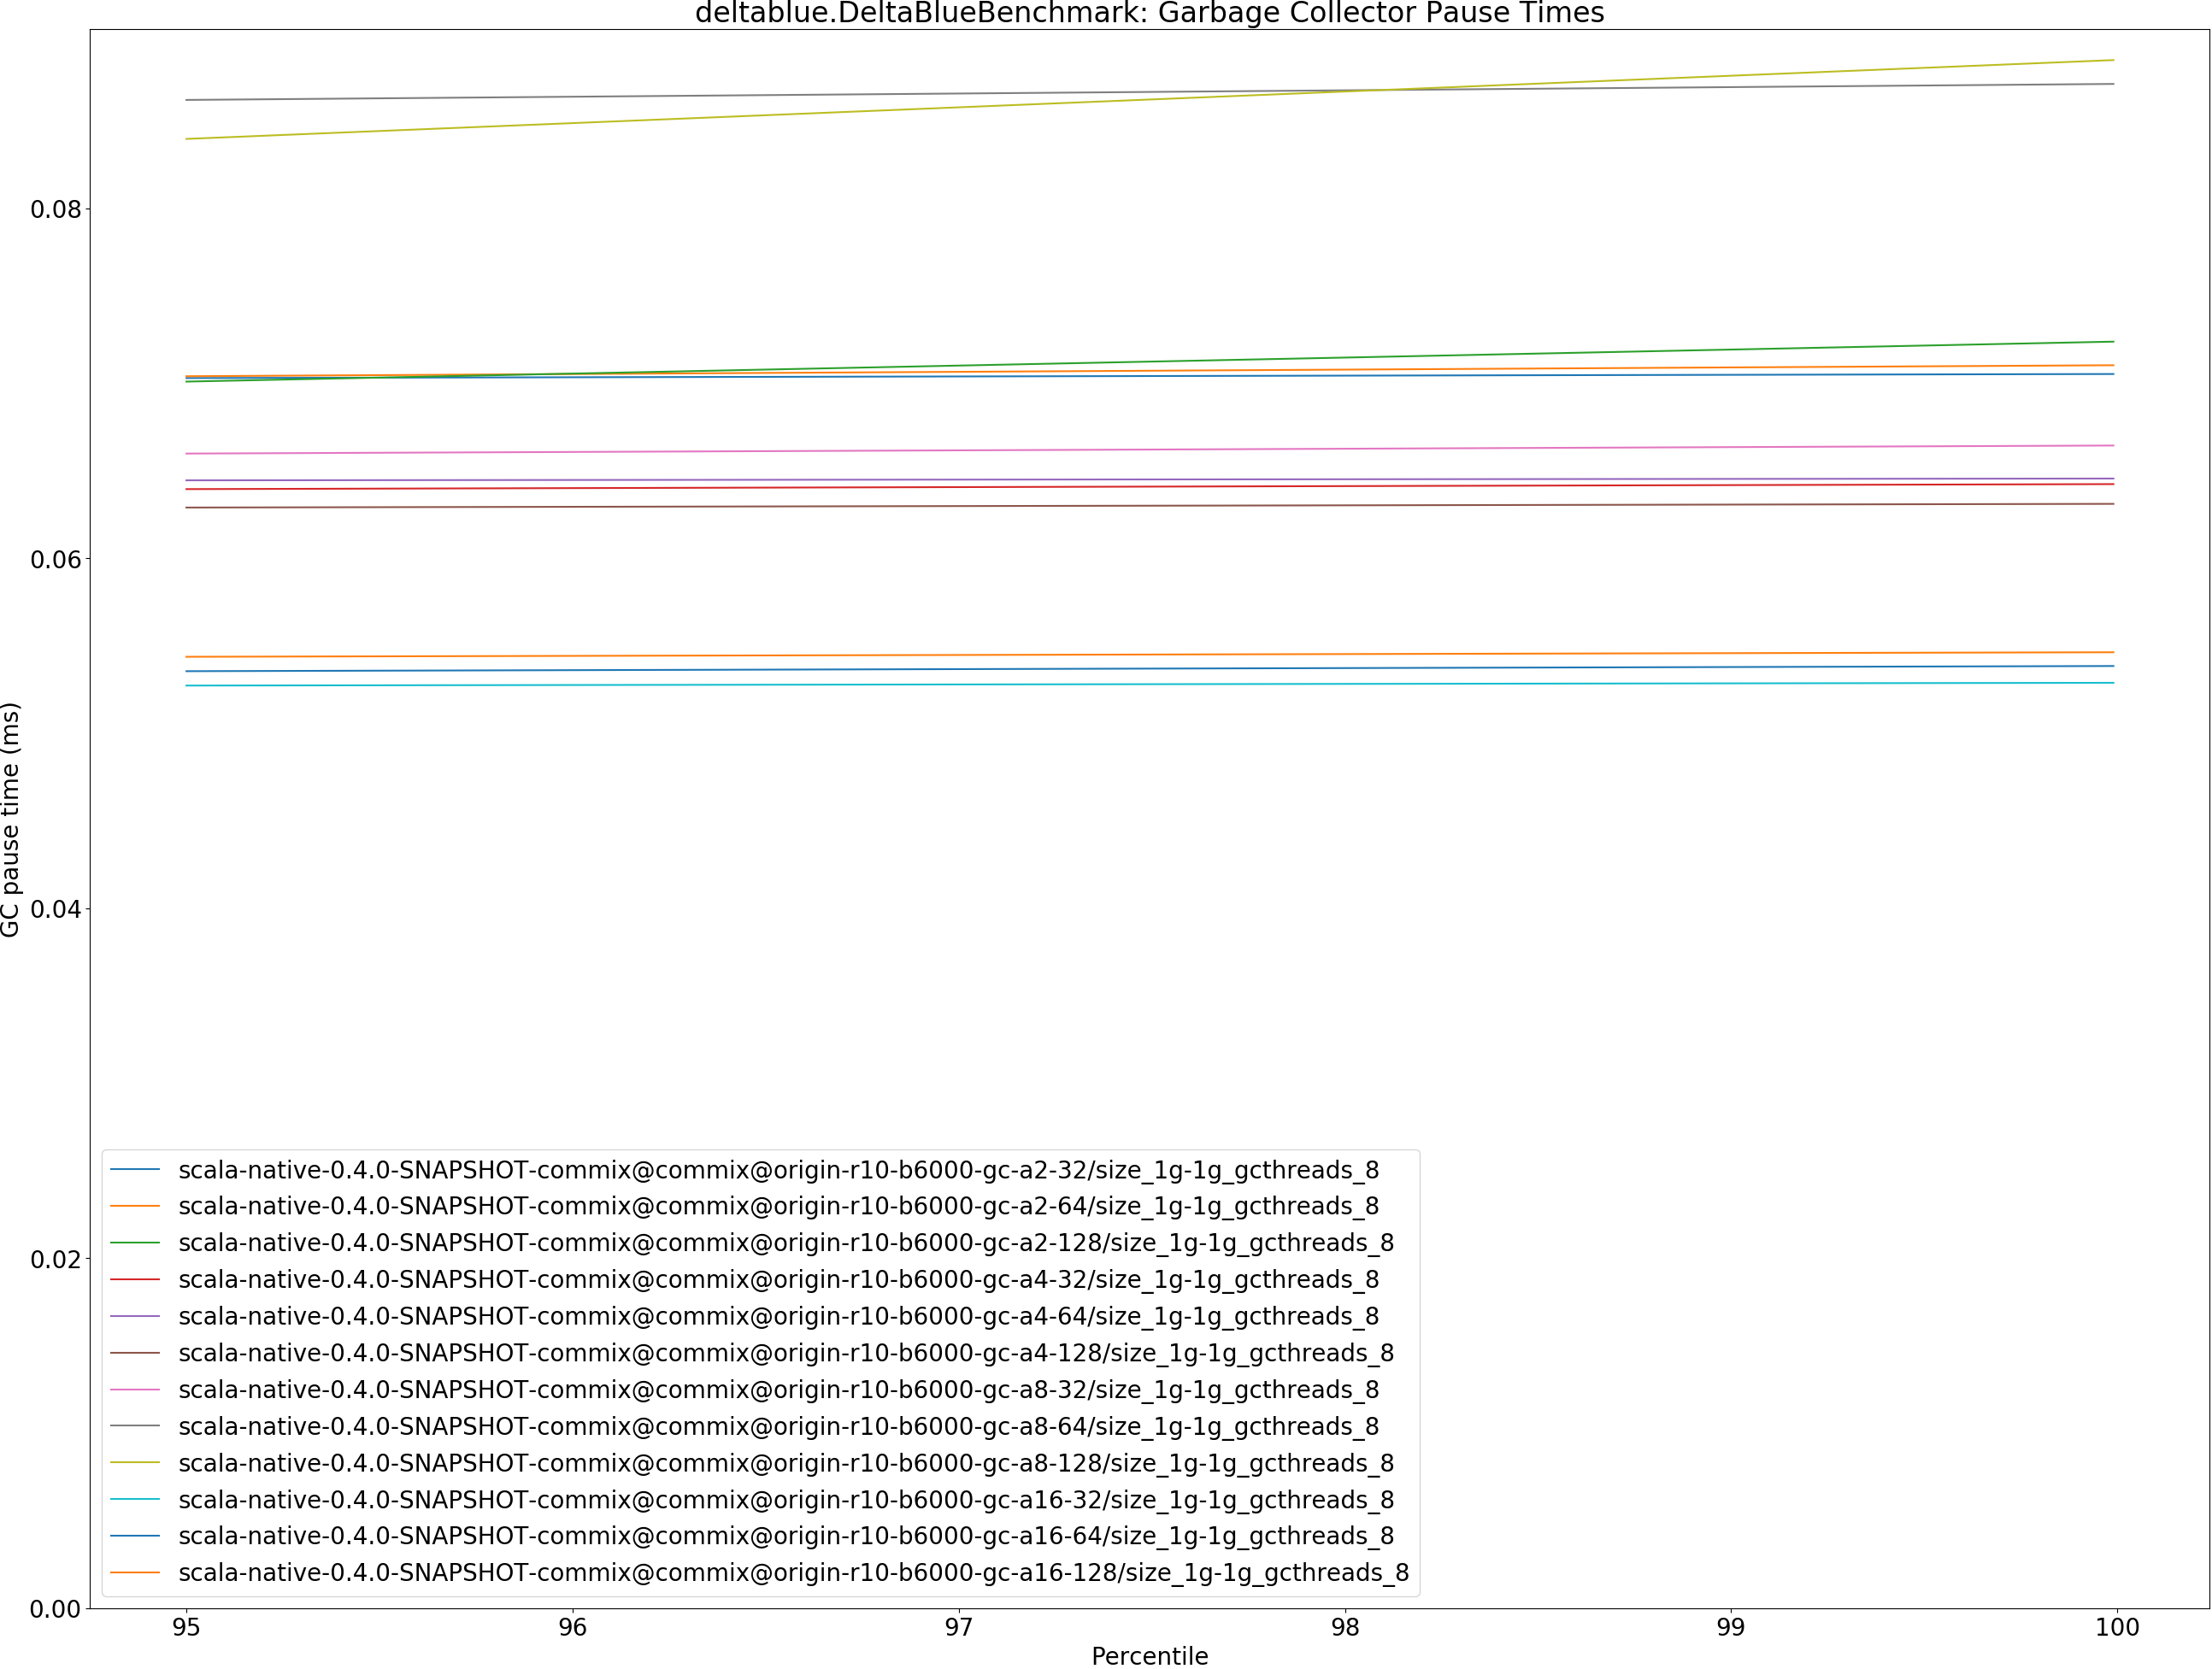 deltablue.DeltaBlueBenchmark: Garbage Collector Pause Times
GC pause time (ms)
0.08
0.06
0.04
0.02
0.00
scala-native-0.4.0-SNAPSHOT-commix@commix@origin-r10-b6000-gc-a2-32/size_1g-1g_gcthreads_8
scala-native-0.4.0-SNAPSHOT-commix@commix@origin-r10-b6000-gc-a2-64/size_1g-1g_gcthreads_8
scala-native-0.4.0-SNAPSHOT-commix@commix@origin-r10-b6000-gc-a2-128/size_1g-1g_gcthreads_8
scala-native-0.4.0-SNAPSHOT-commix@commix@origin-r10-b6000-gc-a4-32/size_1g-1g_gcthreads_8
scala-native-0.4.0-SNAPSHOT-commix@commix@origin-r10-b6000-gc-a4-64/size_1g-1g_gcthreads_8
scala-native-0.4.0-SNAPSHOT-commix@commix@origin-r10-b6000-gc-a4-128/size_1g-1g_gcthreads_8
scala-native-0.4.0-SNAPSHOT-commix@commix@origin-r10-b6000-gc-a8-32/size_1g-1g_gcthreads_8
scala-native-0.4.0-SNAPSHOT-commix@commix@origin-r10-b6000-gc-a8-64/size_1g-1g_gcthreads_8
scala-native-0.4.0-SNAPSHOT-commix@commix@origin-r10-b6000-gc-a8-128/size_1g-1g_gcthreads_8
scala-native-0.4.0-SNAPSHOT-commix@commix@origin-r10-b6000-gc-a16-32/size_1g-1g_gcthreads_8
scala-native-0.4.0-SNAPSHOT-commix@commix@origin-r10-b6000-gc-a16-64/size_1g-1g_gcthreads_8
scala-native-0.4.0-SNAPSHOT-commix@commix@origin-r10-b6000-gc-a16-128/size_1g-1g_gcthreads_8
95 96 97 98 99 100
Percentile